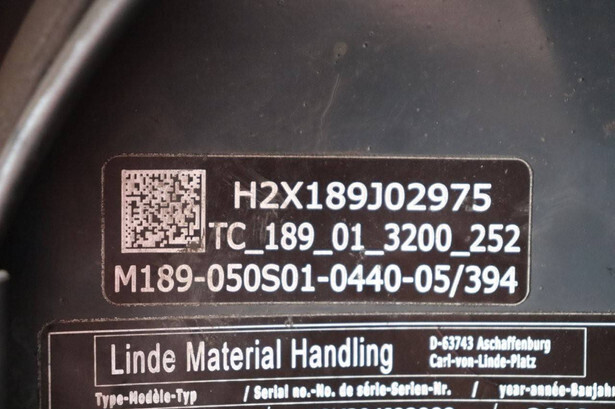 H2X189J02975
TC_189_01_3200_252
M189-050S01-0440-05/394
Linde Material Handling
D-63743 Aschaffenburg
Carl-von-Linde-Platz
Type-Modèle-Typ / Serial no.-No. de série-Serien-Nr. / year-année-Baujahr